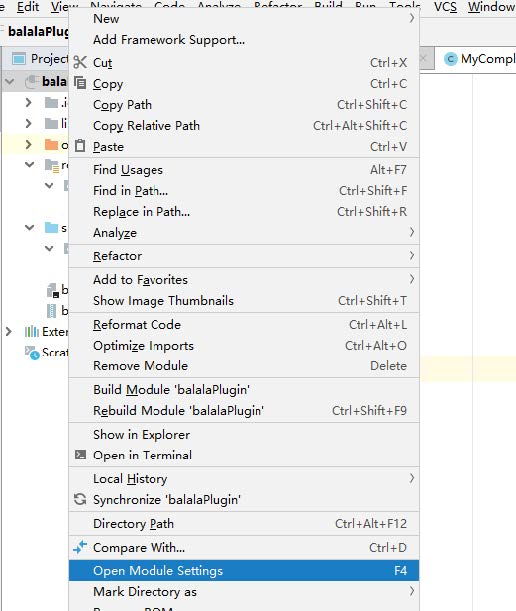 Edit View Navigate Code Analyze Refactor Build Run Tools VCS Window
balalaPlu
New
Projec
MyCompl
Add Framework Support...
Cut Ctrl+X
bala
Copy Ctrl+C
Copy Path Ctrl+Shift+C
Copy Relative Path Ctrl+Alt+Shift+C
Paste Ctrl+V
Find Usages Alt+F7
Find in Path... Ctrl+Shift+F
Replace in Path... Ctrl+Shift+R
Analyze
Refactor
Add to Favorites
Show Image Thumbnails Ctrl+Shift+T
Reformat Code Ctrl+Alt+L
Exter
Optimize Imports Ctrl+Alt+O
Scrat
Remove Module Delete
Build Module 'balalaPlugin'
Rebuild Module 'balalaPlugin' Ctrl+Shift+F9
Show in Explorer
Open in Terminal
Local History
Synchronize 'balalaPlugin'
Directory Path Ctrl+Alt+F12
Compare With... Ctrl+D
Open Module Settings F4
Mark Directory as